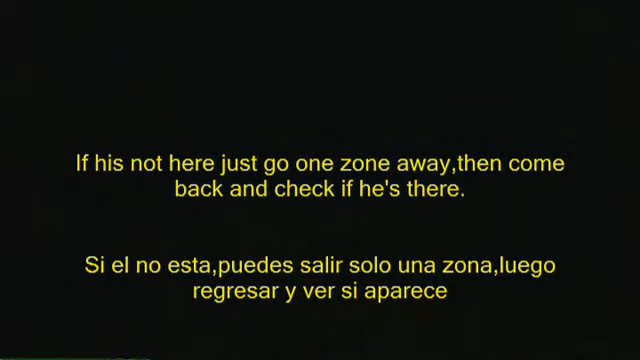 If his not here just go one zone away,then come
back and check if he's there.
Si el no esta,puedes salir solo una zona,luego
regresar y ver si aparece